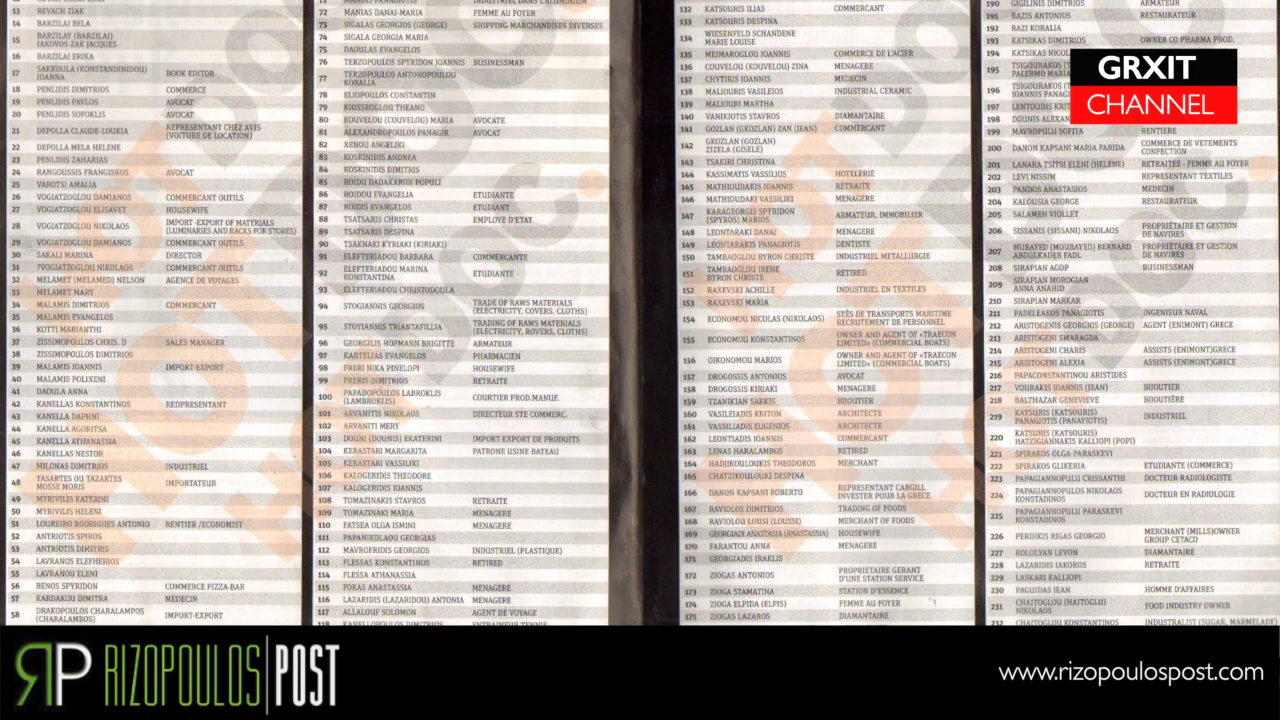 13 REVACH ZIAK
14 BARZILAI BELA
15 BARZILAY (BARZILAI)
IAKOVOS-ZAK JACQUES
16 BARZILAI ERIKA
17 SAKKOULA (KONSTANDINIDOU)
IOANNA BOOK EDITOR
18 PENLIDIS DIMITRIOS COMMERCE
19 PENLIDIS PAVLOS AVOCAT
20 PENLIDIS SOFOKLIS AVOCAT
21 DEPOLLA CLAUDE-LOUKIA REPRESENTANT CHEZ AVIS
(VOITURE DE LOCATION)
22 DEPOLLA MELA HELENE
23 PENLIDIS ZAHARIAS
24 RANGOUSSIS FRANGISKOS AVOCAT
25 VAROTSI AMALIA
26 VOGIATZOGLOU DAMIANOS COMMERCANT OUTILS
27 VOGIATZOGLOU ELISAVET HOUSEWIFE
28 VOGIATZOGLOU NIKOLAOS IMPORT -EXPORT OF MATERIALS
(LUMINARIES AND RACKS FOR STORES)
29 VOGIATZOGLOU DAMIANOS COMMERCANT OUTILS
30 SAKALI MARINA DIRECTOR
31 ?VOGIATZOGLOU NIKOLAOS COMMERCANT OUTILS
32 MELAMET (MELAMED) NELSON AGENCE DE VOYAGES
33 MELAMET MARY
34 MALAMIS DIMITRIOS COMMERCANT
35 MALAMIS EVANGELOS
36 KOTTI MARIANTHI
37 ZISSIMOPOULOS CHRIS. D SALES MANAGER
38 ZISSIMOPOULOS DIMITRIOS
39 MALAMIS IOANNIS IMPORT-EXPORT
40 MALAMIS POLIXENI
41 DAOULA ANNA
42 KANELLAS KONSTANTINOS REDPRESENTANT
43 KANELLA DAPHNI
44 KANELLA AGORITSA
45 KANELLA ATHANASSIA
46 KANELLAS NESTOR
47 MILONAS DIMITRIOS INDUSTRIEL
48 TASARTES OU TAZARTES
MOSSE MORIS IMPORTATEUR
49 MYRIVILIS KATERINI
50 MYRIVILIS HELENI
51 LOUREIRO RODRIGUES ANTONIO RENTIER /ECONOMIST
52 ANTRIOTIS SPIROS
53 ANTRIOTIS DIMITRIS
54 LAVRANOS ELEFHERIOS
55 LAVRANOU ELENI
56 BENOS SPYRIDON COMMERCE PIZZA-BAR
57 KARDAKOU DIMITRA MEDECIN
58 DRAKOPOULOS CHARALAMPOS
(CHARALAMBOS) IMPORT-EXPORT
72 MANIAS DANAI-MARIA FEMME AU FOYER
73 SIGALAS GEORGIOS (GEORGE) SHIPPING-MARCHANDISES DIVERSES
74 SIGALA GEORGIA MARIA
75 DAOULAS EVANGELOS
76 TERZOPOULOS SPYRIDON JOANNIS BUSINESSMAN
77 TERZOPOULOS ANTONOPOULOU
KORALIA
78 ELIOPOULOS CONSTANTIN
79 KIOSSEOGLOU THEANO
80 KOUVELOU (COUVELOU) MARIA AVOCATE
81 ALEXANDROPOULOS PANAGIR AVOCAT
82 XENOU ANGELIKI
83 KOSKINIDIS ANDREA
84 KOSKINIDIS DIMITRIS
85 ROIDU DADAKARIDI POPULI
86 ROIDOU EVANGELIA ETUDIANTE
87 ROIDIS EVANGELOS ETUDIANT
88 TSATSARIS CHRISTAS EMPLOYE D'ETAT
89 TSATSARIS DESPINA
90 TSAKNAKI KYRIAKI (KIRIAKI)
91 ELEFTERIADOU BARBARA COMMERCANTE
92 ELEFTERIADOU MARINA
KONSTANTINA ETUDIANTE
93 ELEFTERIADOU CHRISTODOULA
94 STOGIANNIS GEORGIOS TRADE OF RAWS MATERIALS
(ELECTRICITY, COVERS, CLOTHS)
95 STOYIANNIS TRIANTAFILLIA TRADING OF RAWS MATERIALS
(ELECTRICITY, ROVERS, CLOTHS)
96 GEORGILIS HOFMANN BRIGITTE ARMATEUR
97 KARTELIAS EVANGELOS PHARMACIEN
98 FRERI NIKA PINELOPI HOUSEWIFE
99 FRERIS DIMITRIS RETRAITE
100 PAPADOPOULOS LABROKLIS
(LAMBROKLIS) COURTIER PROD.MANUF.
101 ARVANITIS NIKOLAOS DIRECTEUR STE COMMERC.
102 ARVANITI MERY
103 DOUNI (DOUNIS) EKATERINI IMPORT-EXPORT DE PRODUITS
104 KERASTARI MARGARITA PATRONE USINE BATEAU
105 KERASTARI VASSILIKI
106 KALOGERIDIS THEODORE
107 KALOGERIDIS IOANNIS
108 TOMAZINAKIS STAVROS RETRAITE
109 TOMAZINAKI MARIA MENAGERE
110 FATSEA OLGA ISMINI MENAGERE
111 PAPANIKOLAOU GEORGIAS
112 MAVROFRIDIS GEORGIOS INDUSTRIEL (PLASTIQUE)
113 FLESSAS KONSTANTINOS RETIRED
114 FLESSA ATHANASSIA
115 FOKAS ANASTASSIA MENAGERE
116 LAZARIDIS (LAZARIDOU) ANTONIA MENAGERE
117 ALLALOUF SOLOMON AGENT DE VOYAGE
118 KANELLOPOULOS DIMITRIOS ENTRAINEUR TENNIS
132 KATSOURIS ILIAS COMMERCANT
133 KATSOURIS DESPINA
134 WIESENFELD SCHANDENE
MARIE LOUISE
135 MEIMAROGLOU IOANNIS COMMERCE DE L'ACIER
136 COUVELOU (KOUVELOU) ZINA MENAGERE
137 CHYTIRIS IOANNIS MEDECIN
138 MALIOURIS VASILEIOS INDUSTRIAL CERAMIC
139 MALIOURI MARTHA
140 VANIKIOTIS STAVROS DIAMANTAIRE
141 GOZLAN (GKOZLAN) ZAN (JEAN) COMMERCANT
142 GKOZLAN (GOZLAN)
ZIZELA (GISELE)
143 TSAKIRI CHRISTINA
144 KASSIMATIS VASSILIOS HOTELERIE
145 MATHIOUDAKIS IOANNIS RETRAITE
146 MATHIOUDAKI VASSILIKI MENAGERE
147 KARAGEORGIS SPYRIDON
(SPYROS) MARIOS ARMATEUR, IMMOBILIER
148 LEONTARAKI DANAI MENAGERE
149 LEONTARAKIS PANAGIOTIS DENTISTE
150 TAMBAOGLOU BYRON CHRISTE INDUSTRIE METALLURGIE
151 TAMBAOGLOU IRENE
BYRON CHRISTE RETIRED
152 RAXEVSKI ACHILLE INDUSTRIEL EN TEXTILES
153 RAXEVSKI MARIA
154 ECONOMOU NICOLAS (NIKOLAOS) STÉS DE TRANSPORTS MARITIME
RECRUTEMENT DE PERSONNEL
155 ECONOMOU KONSTANTINOS OWNER AND AGENT OF «TRAECON
LIMITED» (COMMERCIAL BOATS)
156 OIKONOMOU MARIOS OWNER AND AGENT OF «TRAECON
LIMITED» (COMMERCIAL BOATS)
157 DROGOSSIS ANTONIOS AVOCAT
158 DROGOSSIS KIRIAKI MENAGERE
159 TZANIKIAN SARKIS BIJOUTIER
160 VASILEIADIS KRITON ARCHITECTE
161 VASSILIADIS EUGENIOS ARCHITECTE
162 LEONTIADIS IOANNIS COMMERCANT
163 LENAS HARALAMBOS RETIRED
164 HADJIKOULOUKIS THEODOROS MERCHANT
165 CHATZIKOULOUKI DESPINA
166 DANON KAPSANI ROBERTO REPRESENTANT CARGILL
INVESTER POUR LA GRECE
167 RAVIOLOS DIMITRIOS TRADING OF FOODS
168 RAVIOLOU LOUSI (LOUSSI) MERCHANT OF FOODS
169 GEORGIADI ANASTASIA (ANASTASSIA) HOUSEWIFE
170 FARANTOU ANNA MENAGERE
171 GEORGIADIS IRAKLIS
172 ZIOGAS ANTONIOS PROPRIETAIRE GERANT
D'UNE STATION SERVICE
173 ZIOGA STAMATINA STATION D'ESSENCE
174 ZIOGA ELPIDA (ELPIS) FEMME AU FOYER
175 ZIOGAS LAZAROS DIAMANTAIRE
190 GIGILINIS DIMITRIOS ARMATEUR
191 RAZIS ANTONIOS RESTAURATEUR
192 RAZI KORALIA
193 KATSIKAS DIMITRIOS OWNER CO PHARMA PROD.
194 KATSIKAS
195 TSIGOURAKOS
PALERMO
196 TSIGOURAKOS
IOANNIS
197 LENTOUDIS
198 DOUNIS
199 MAVROPULU SOFIYA RENTIERE
200 DANON KAPSANI MARIA FARIDA COMMERCE DE VETEMENTS
CONFECTION
201 LANARA TSITSI ELENI (HELENE) RETRAITEE - FEMME AU FOYER
202 LEVI NISSIM REPRESENTANT TEXTILES
203 PANDOS ANASTASIOS MEDECIN
204 KALOUSIA GEORGE RESTAURATEUR
205 SALAMEH VIOLLET
206 SISSANIS (SISSANI) NIKOLAOS PROPRIÉTAIRE ET GESTION
DE NAVIRES
207 MUBAYED (MOUBAYED) BERNARD
ABDULKADER FADL PROPRIÉTAIRE ET GESTION
DE NAVIRES
208 SIRAPIAN AGOP BUSINESSMAN
209 SIRAPIAN MOROGIAN
ANNA ANAHID
210 SIRAPIAN MARKAR
211 PADELEAKOS PANAGIOTIS INGENIEUR NAVAL
212 ARISTOGENIS GEORGIOS (GEORGE) AGENT (ENIMONT) GRECE
213 ARISTOGENI SMARAGDA
214 ARISTOGENI CHARIS ASSISTS (ENIMONT)GRECE
215 ARISTOGENI ALEXIA ASSISTS (ENIMONT)GRECE
216 PAPACONSTANTINOU ARISTIDES
217 VOURAKIS IOANNIS (JEAN) BIJOUTIER
218 BALTHAZAR GENEVIEVE BIJOUTIÈRE
219 KATSURIS (KATSOURIS)
PANAGIOTIS (PANAYIOTIS) INDUSTRIEL
220 KATSURIS (KATSOURIS)
HATZIGIANNAKIS KALLIOPI (POPI)
221 SPIRAKOS OLGA-PARASKEVI
222 SPIRAKOS GLIKERIA ETUDIANTE (COMMERCE)
223 PAPAGIANNOPULU CRISSANTHI DOCTEUR-RADIOLOGISTE
224 PAPAGIANNOPULOS NIKOLAOS
KONSTADINOS DOCTEUR EN RADIOLOGIE
225 PAPAGIANNOPULU PARASKEVI
KONSTADINOS
226 PERDIKIS RIGAS GEORGIO MERCHANT (MILLS)OWNER
GROUP CETACO
227 KOLOLYAN LEVON DIAMANTAIRE
228 LAZARIDIS IAKOROS RETRAITE
229 LASKARI KALLIOPI
230 PAGUIDAS JEAN HOMME D'AFFAIRES
231 CHAITOGLOU (HAITOGLU)
NIKOLAOS FOOD INDUSTRY OWNER
232 CHAITOGLOU KONSTANTINOS INDUSTRALIST (SUGAR, MARMELADE)
GRXIT
CHANNEL
RP RIZOPOULOS POST
www.rizopoulospost.com